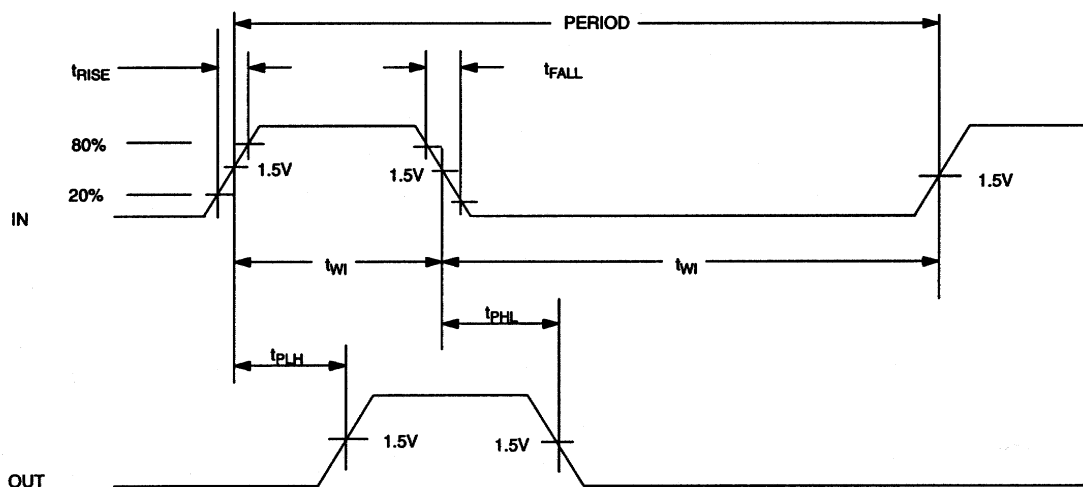 PERIOD
tRISE
tFALL
80%
1.5V
1.5V
1.5V
20%
IN
tWI
tWI
tPHL
tPLH
1.5V
1.5V
OUT